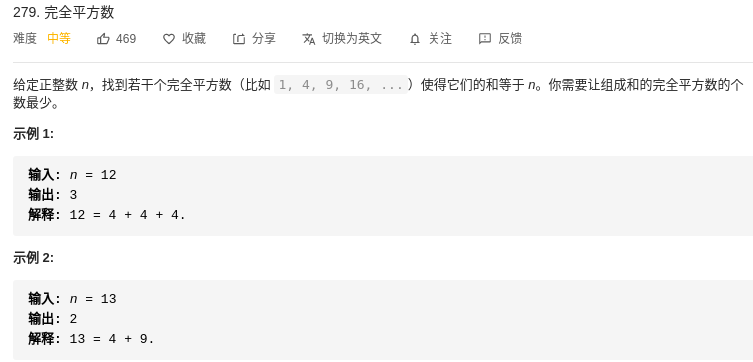 279. 完全平方数
难度 中等 469 收藏 分享 切换为英文 关注 反馈
给定正整数 n，找到若干个完全平方数（比如 1, 4, 9, 16, ...）使得它们的和等于 n。你需要让组成和的完全平方数的个
数最少。
示例 1:
输入: n = 12
输出: 3
解释: 12 = 4 + 4 + 4.
示例 2:
输入: n = 13
输出: 2
解释: 13 = 4 + 9.